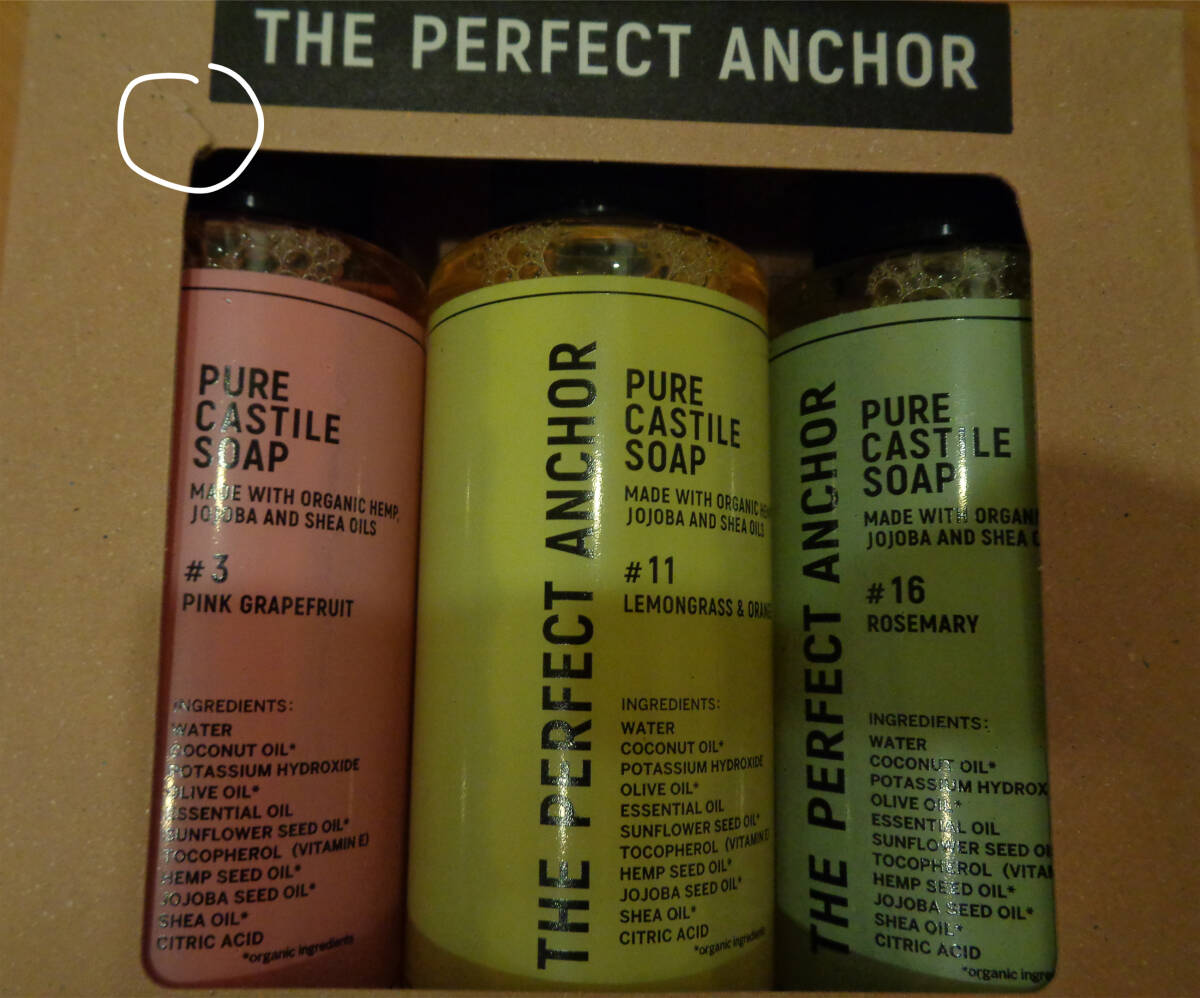 THE PERFECT ANCHOR
PURE
CASTILE
SOAP
MADE WITH ORGANIC HEMP,
JOJOBA AND SHEA OILS
#3
PINK GRAPEFRUIT
INGREDIENTS:
WATER
COCONUT OIL*
POTASSIUM HYDROXIDE
OLIVE OIL*
ESSENTIAL OIL
SUNFLOWER SEED OIL*
TOCOPHEROL (VITAMIN E)
HEMP SEED OIL*
JOJOBA SEED OIL*
SHEA OIL*
CITRIC ACID
*organic ingredients
THE PERFECT ANCHOR
PURE
CASTILE
SOAP
MADE WITH ORGANIC HEMP
JOJOBA AND SHEA OILS
#11
LEMONGRASS & ORANGE
INGREDIENTS:
WATER
COCONUT OIL*
POTASSIUM HYDROXIDE
OLIVE OIL*
ESSENTIAL OIL
SUNFLOWER SEED OIL*
TOCOPHEROL (VITAMIN E)
HEMP SEED OIL*
JOJOBA SEED OIL*
SHEA OIL*
CITRIC ACID
*organic ingredients
THE PERFECT ANCHOR
PURE
CASTILE
SOAP
MADE WITH ORGANI
JOJOBA AND SHEA O
#16
ROSEMARY
INGREDIENTS:
WATER
COCONUT OIL*
POTASSIUM HYDROX
OLIVE OIL*
ESSENTIAL OIL
SUNFLOWER SEED OI
TOCOPHEROL (VITAM
HEMP SEED OIL*
JOJOBA SEED OIL*
SHEA OIL*
CITRIC ACID
*organic ingre